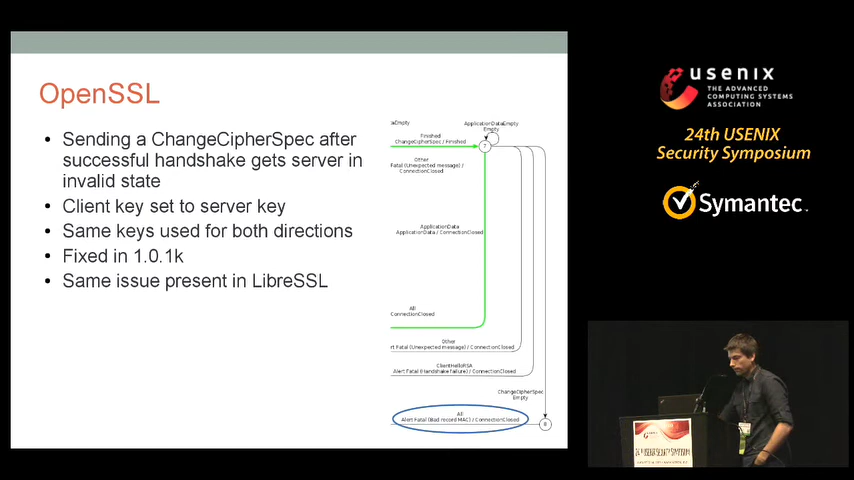 OpenSSL
• Sending a ChangeCipherSpec after
successful handshake gets server in
invalid state
• Client key set to server key
• Same keys used for both directions
• Fixed in 1.0.1k
• Same issue present in LibreSSL
taEmpty
Finished
ChangeCipherSpec / Finished
ApplicationDataEmpty
Empty
7
Other
Fatal (Unexpected message) /
ConnectionClosed
ApplicationData
ApplicationData / ConnectionClosed
All
ConnectionClosed
Other
rt Fatal (Unexpected message) / ConnectionClosed
ClientHelloRSA
Alert Fatal (Handshake failure) / ConnectionClosed
ChangeCipherSpec
Empty
All
Alert Fatal (Bad record MAC) / ConnectionClosed
usenix
THE ADVANCED
COMPUTING SYSTEMS
ASSOCIATION
24th USENIX
Security Symposium
Symantec.